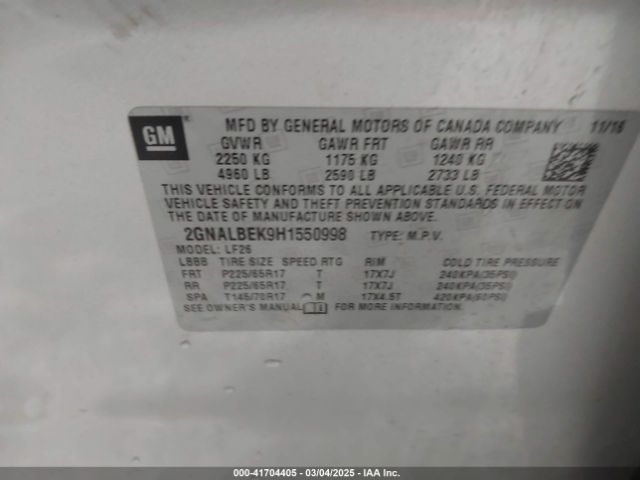 GM ® MFD BY GENERAL MOTORS OF CANADA COMPANY 11/16
GVWR GAWR FRT GAWR RR
2250 KG 1175 KG 1240 KG
4960 LB 2590 LB 2733 LB
THIS VEHICLE CONFORMS TO ALL APPLICABLE U.S. FEDERAL MOTOR
VEHICLE SAFETY AND THEFT PREVENTION STANDARDS IN EFFECT ON
THE DATE OF MANUFACTURE SHOWN ABOVE.
2GNALBEK9H1550998 TYPE: M.P.V.
MODEL: LF26
LBBB TIRE SIZE SPEED RTG RIM COLD TIRE PRESSURE
FRT P225/65R17 T 17X7J 240KPA(35PSI)
RR P225/65R17 T 17X7J 240KPA(35PSI)
SPA T145/70R17 M 17X4.5T 420KPA(60PSI)
SEE OWNER'S MANUAL
000-41704405 - 03/04/2025 - IAA Inc.